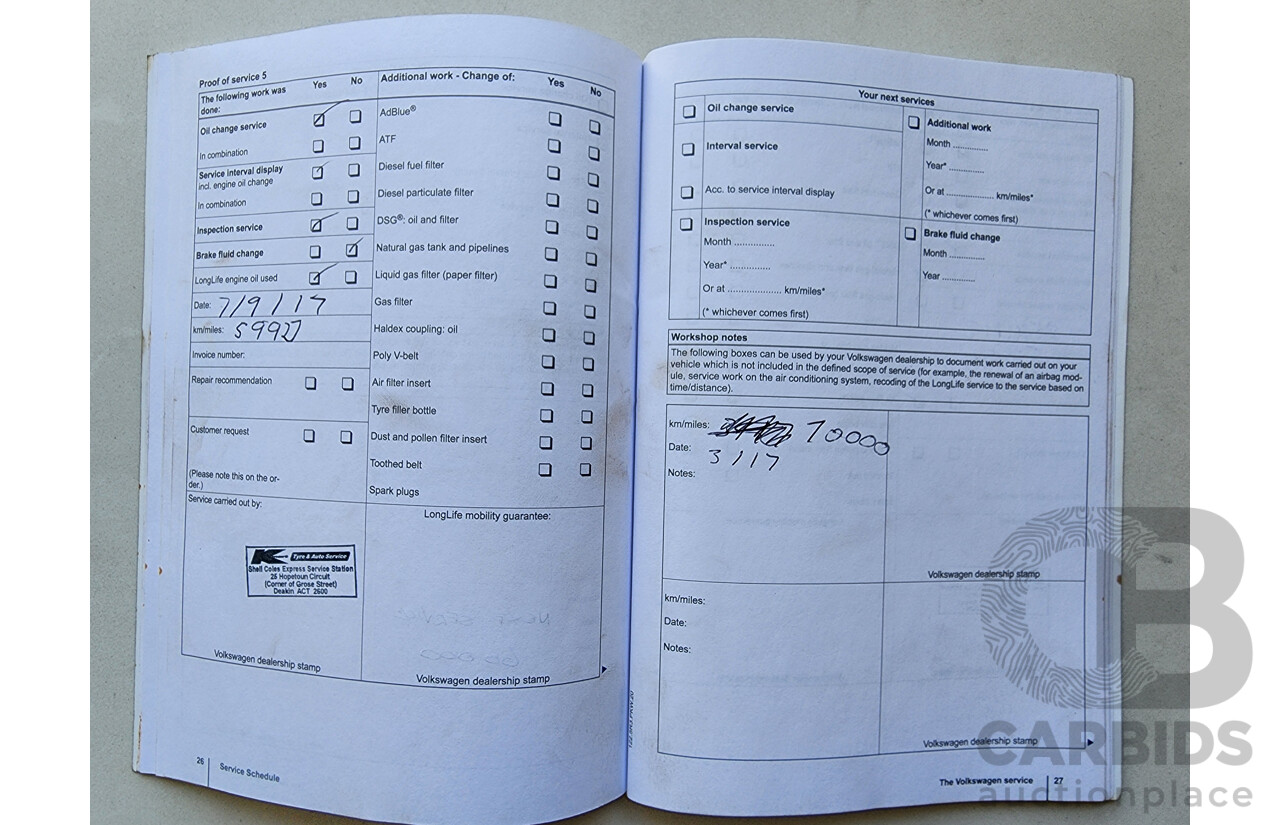 Proof of service 5
The following work was done: Yes No
Oil change service
In combination
Service interval display
incl. engine oil change
In combination
Inspection service
Brake fluid change
LongLife engine oil used
Date: 7/9/17
km/miles: 59927
Invoice number:
Repair recommendation
Customer request
(Please note this on the or-
der.)
Service carried out by:
K Tyre & Auto Service
Shell Coles Express Service Station
25 Hopetoun Circuit
(Corner of Grose Street)
Deakin ACT 2600
Volkswagen dealership stamp
Additional work - Change of: Yes No
AdBlue®
ATF
Diesel fuel filter
Diesel particulate filter
DSG®: oil and filter
Natural gas tank and pipelines
Liquid gas filter (paper filter)
Gas filter
Haldex coupling: oil
Poly V-belt
Air filter insert
Tyre filler bottle
Dust and pollen filter insert
Toothed belt
Spark plugs
LongLife mobility guarantee:
Volkswagen dealership stamp
26 Service Schedule
Your next services
Oil change service
Interval service
Acc. to service interval display
Inspection service
Month ..............
Year* ..............
Or at .................... km/miles*
(* whichever comes first)
Additional work
Month ............
Year* ............
Or at ................. km/miles*
(* whichever comes first)
Brake fluid change
Month ............
Year ...........
Workshop notes
The following boxes can be used by your Volkswagen dealership to document work carried out on your
vehicle which is not included in the defined scope of service (for example, the renewal of an airbag mod-
ule, service work on the air conditioning system, recoding of the LongLife service to the service based on
time/distance).
km/miles: 70000
Date: 3/17
Notes:
Volkswagen dealership stamp
km/miles:
Date:
Notes:
Volkswagen dealership stamp
The Volkswagen service 27
CARBIDS
auctionplace